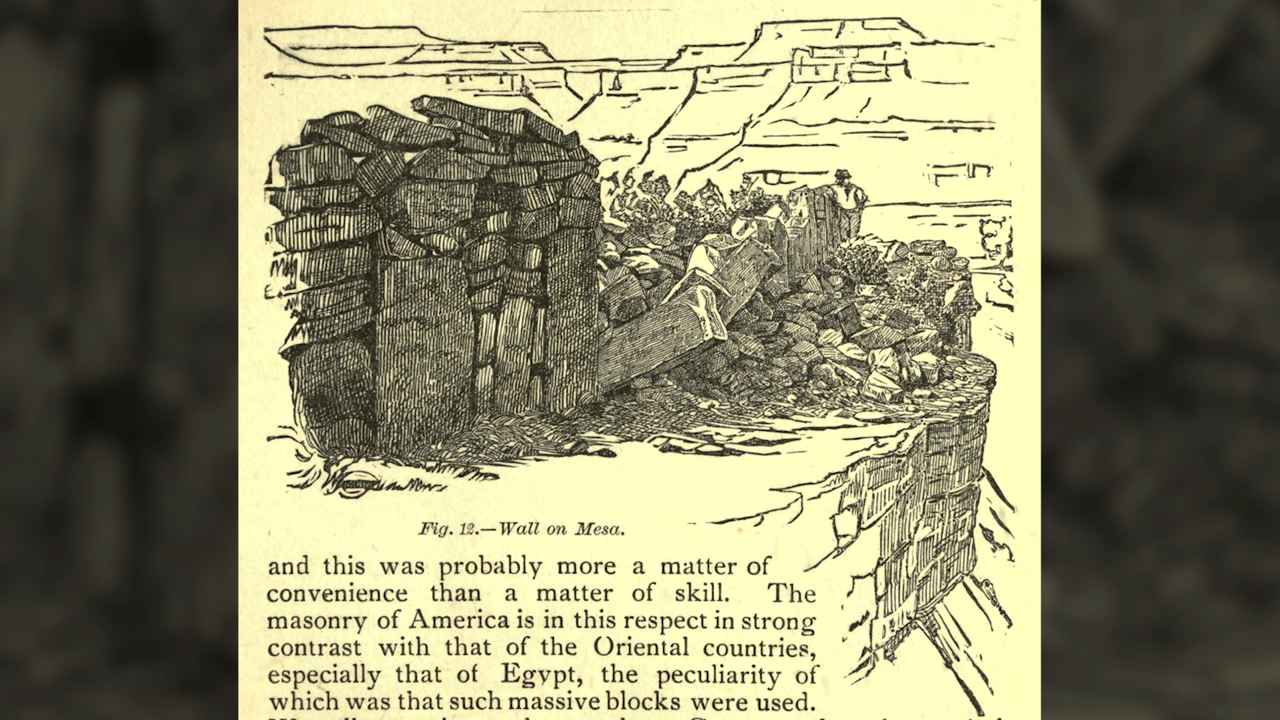 Fig. 12.—Wall on Mesa.
and this was probably more a matter of
convenience than a matter of skill. The
masonry of America is in this respect in strong
contrast with that of the Oriental countries,
especially that of Egypt, the peculiarity of
which was that such massive blocks were used.